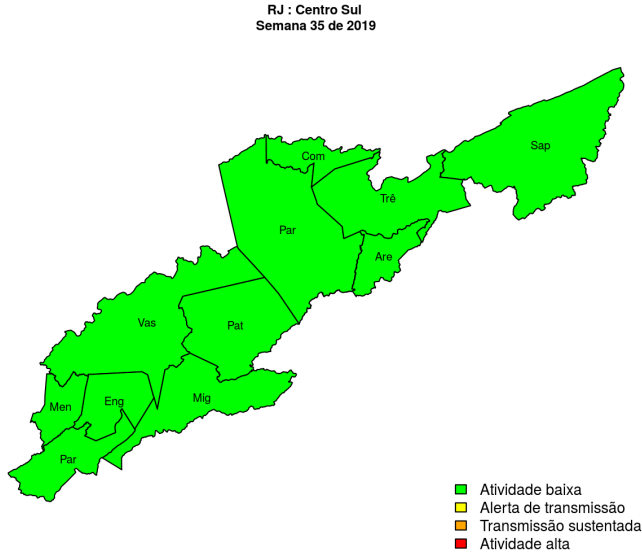 RJ : Centro Sul
Semana 35 de 2019
Sap
Com
Trê
Par
Are
Vas
Pat
Mig
Men
Eng
Par
Atividade baixa
Alerta de transmissão
Transmissão sustentada
Atividade alta